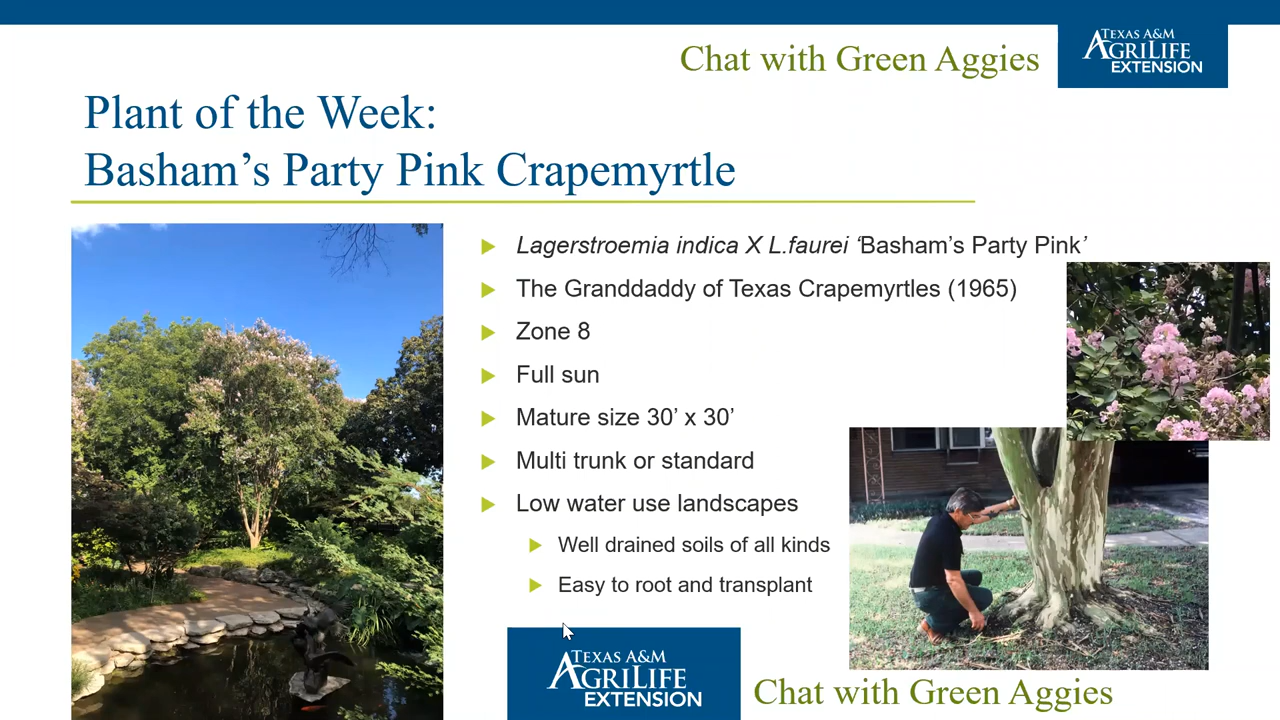 Chat with Green Aggies
TEXAS A&M
AGRILIFE
EXTENSION
Plant of the Week:
Basham’s Party Pink Crapemyrtle
Lagerstroemia indica X L.faurei ‘Basham’s Party Pink’
The Granddaddy of Texas Crapemyrtles (1965)
Zone 8
Full sun
Mature size 30’ x 30’
Multi trunk or standard
Low water use landscapes
Well drained soils of all kinds
Easy to root and transplant
TEXAS A&M
AGRILIFE
EXTENSION
Chat with Green Aggies